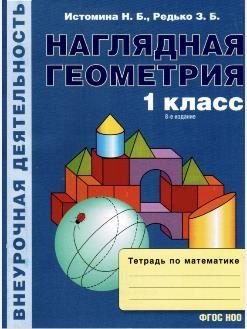 Истомина Н. Б., Редько З. Б.
НАГЛЯДНАЯ
ГЕОМЕТРИЯ
1 класс
8-е издание
ВНЕУРОЧНАЯ ДЕЯТЕЛЬНОСТЬ
Тетрадь по математике
ФГОС НОО